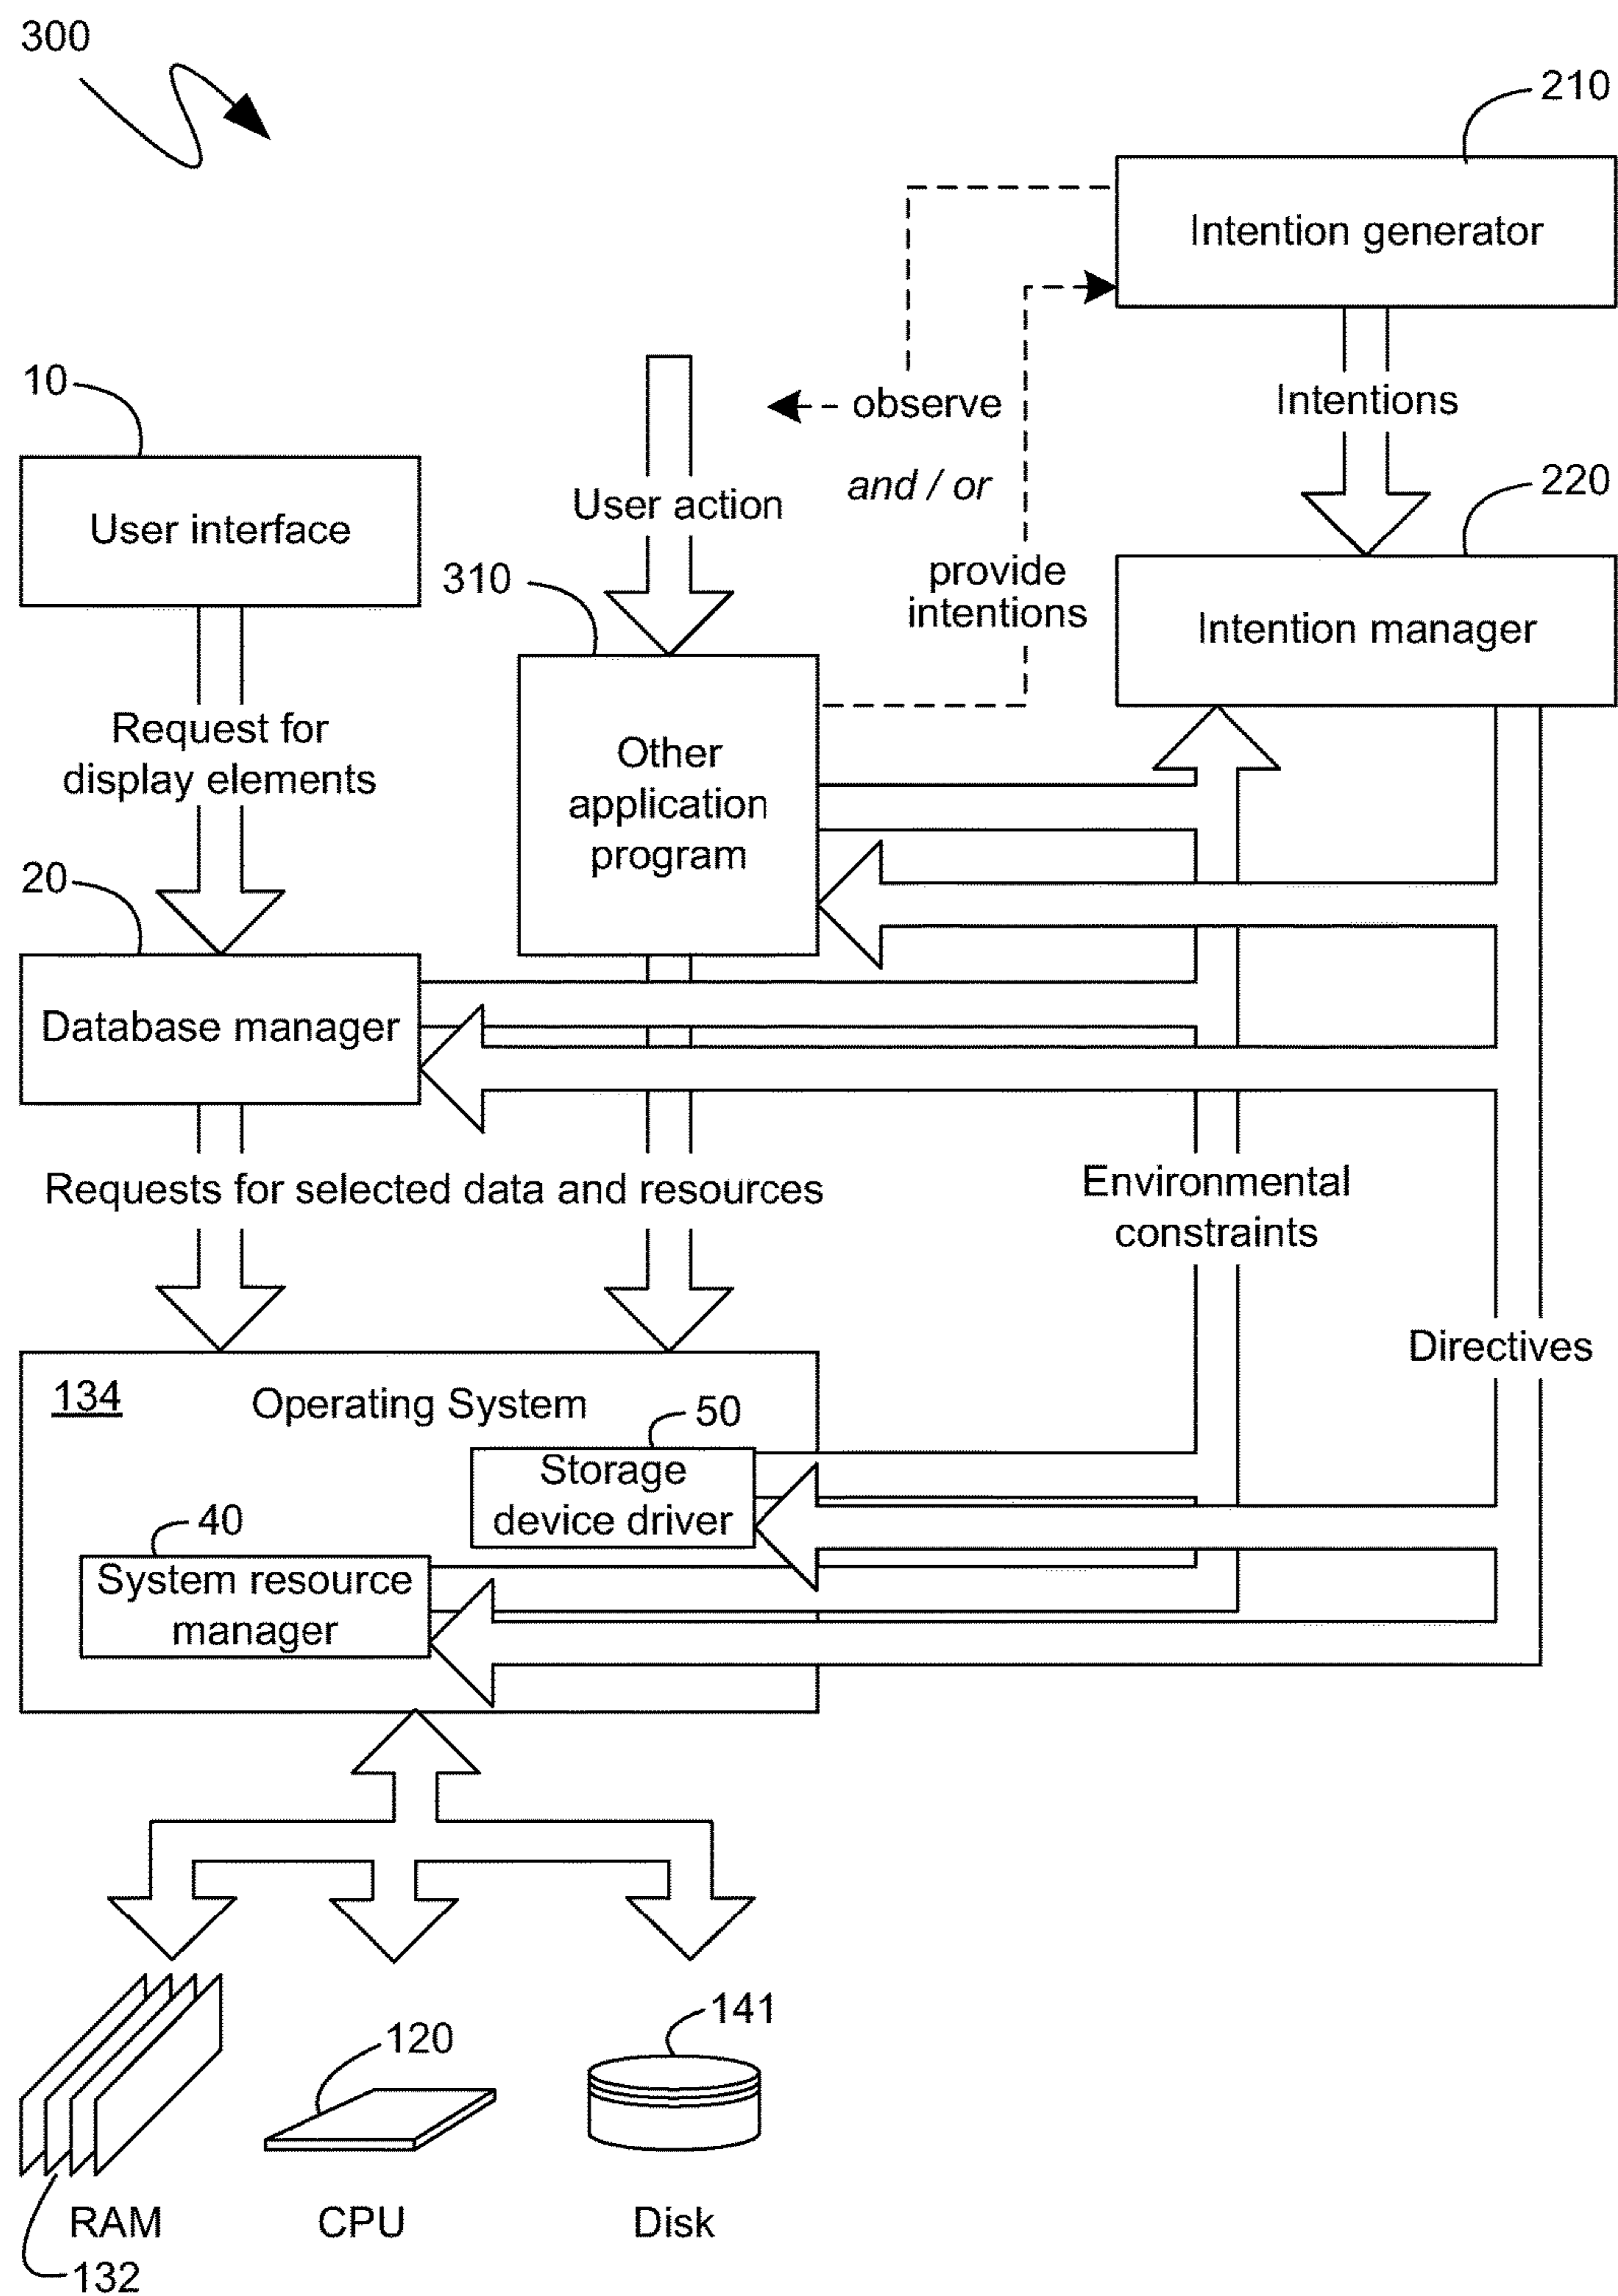 300
210
Intention generator
10
observe
Intentions
and / or
User action
220
User interface
310
provide
intentions
Intention manager
Request for
display elements
Other
application
program
20
Database manager
Requests for selected data and resources
Environmental
constraints
Directives
134
Operating System
50
Storage
device driver
40
System resource
manager
141
120
RAM
CPU
Disk
132